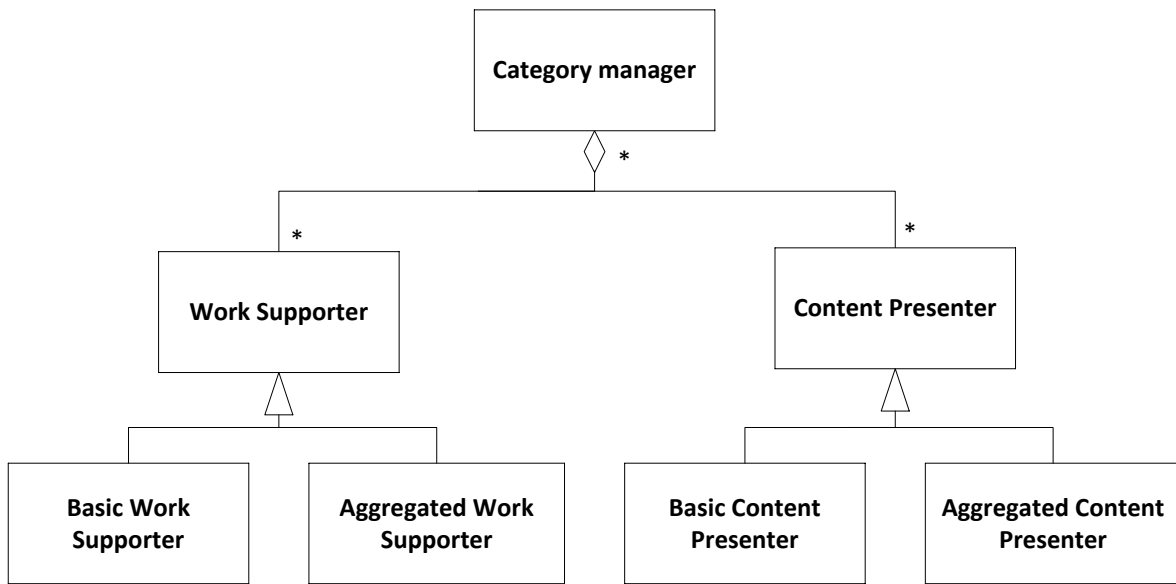 Category manager
*
*
*
Work Supporter
Content Presenter
Basic Work
Supporter
Aggregated Work
Supporter
Basic Content
Presenter
Aggregated Content
Presenter